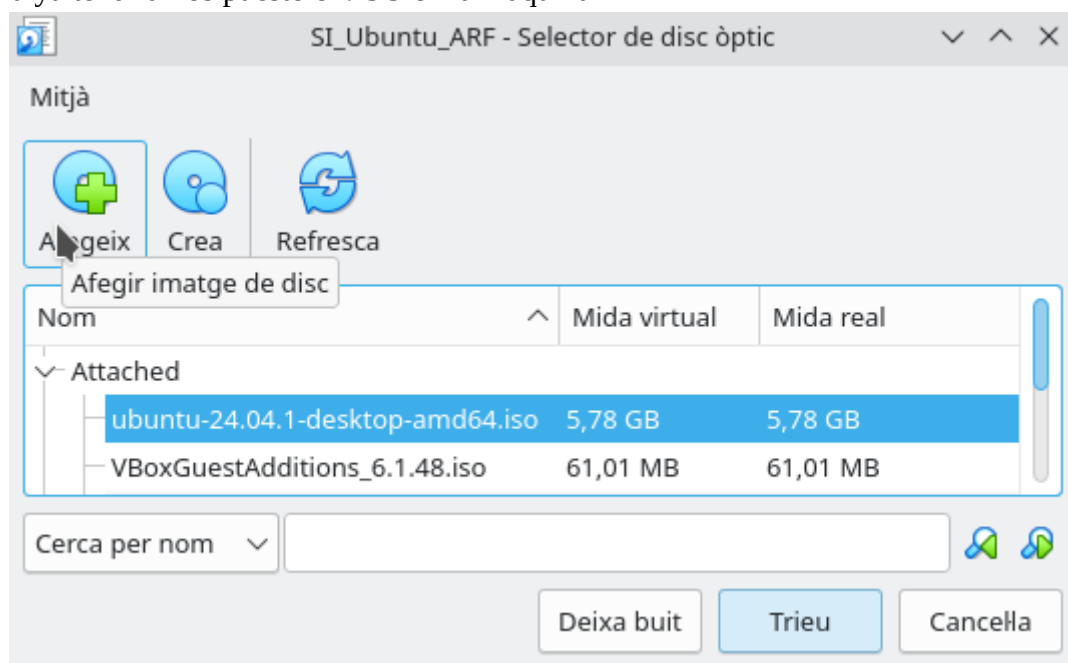 SI_Ubuntu_ARF - Selector de disc òptic
Mitjà
Crea Refresca
Afegir imatge de disc
Nom Mida virtual Mida real
Attached
ubuntu-24.04.1-desktop-amd64.iso 5,78 GB 5,78 GB
VBoxGuestAdditions_6.1.48.iso 61,01 MB 61,01 MB
Cerca per nom
Deixa buit Trieu Cancel·la